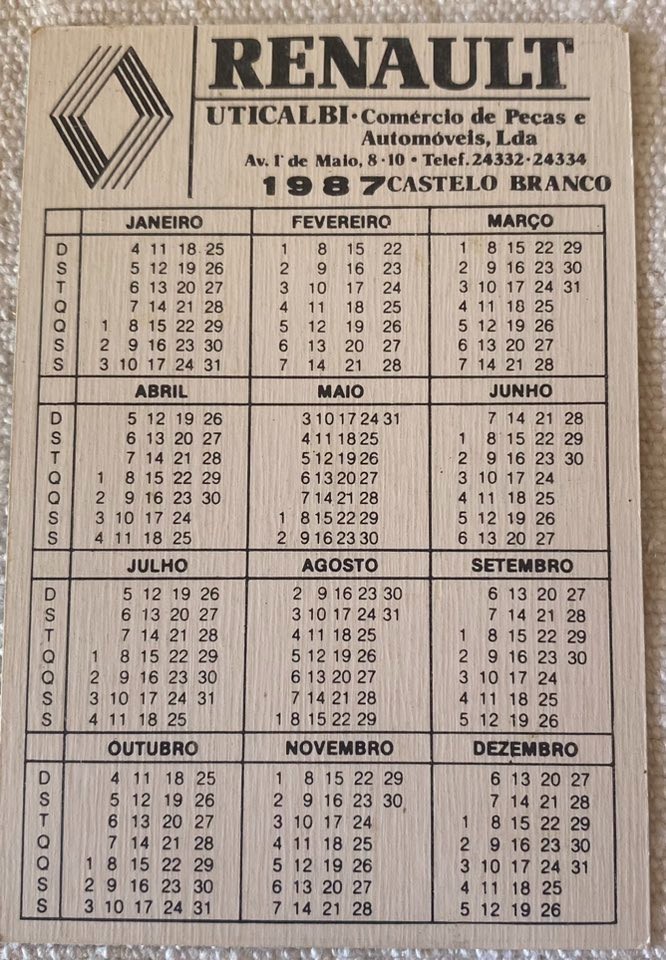 RENAULT
UTICALBI·Comércio de Peças e
Automóveis, Lda
Av. 1º de Maio, 8·10 • Telef. 24332·24334
1987 CASTELO BRANCO
JANEIRO FEVEREIRO MARÇO
D 4 11 18 25 1 8 15 22 1 8 15 22 29
S 5 12 19 26 2 9 16 23 2 9 16 23 30
T 6 13 20 27 3 10 17 24 3 10 17 24 31
Q 7 14 21 28 4 11 18 25 4 11 18 25
Q 1 8 15 22 29 5 12 19 26 5 12 19 26
S 2 9 16 23 30 6 13 20 27 6 13 20 27
S 3 10 17 24 31 7 14 21 28 7 14 21 28
ABRIL MAIO JUNHO
D 5 12 19 26 3 10 17 24 31 7 14 21 28
S 6 13 20 27 4 11 18 25 1 8 15 22 29
T 7 14 21 28 5 12 19 26 2 9 16 23 30
Q 1 8 15 22 29 6 13 20 27 3 10 17 24
Q 2 9 16 23 30 7 14 21 28 4 11 18 25
S 3 10 17 24 1 8 15 22 29 5 12 19 26
S 4 11 18 25 2 9 16 23 30 6 13 20 27
JULHO AGOSTO SETEMBRO
D 5 12 19 26 2 9 16 23 30 6 13 20 27
S 6 13 20 27 3 10 17 24 31 7 14 21 28
T 7 14 21 28 4 11 18 25 1 8 15 22 29
Q 1 8 15 22 29 5 12 19 26 2 9 16 23 30
Q 2 9 16 23 30 6 13 20 27 3 10 17 24
S 3 10 17 24 31 7 14 21 28 4 11 18 25
S 4 11 18 25 1 8 15 22 29 5 12 19 26
OUTUBRO NOVEMBRO DEZEMBRO
D 4 11 18 25 1 8 15 22 29 6 13 20 27
S 5 12 19 26 2 9 16 23 30 7 14 21 28
T 6 13 20 27 3 10 17 24 1 8 15 22 29
Q 7 14 21 28 4 11 18 25 2 9 16 23 30
Q 1 8 15 22 29 5 12 19 26 3 10 17 24 31
S 2 9 16 23 30 6 13 20 27 4 11 18 25
S 3 10 17 24 31 7 14 21 28 5 12 19 26